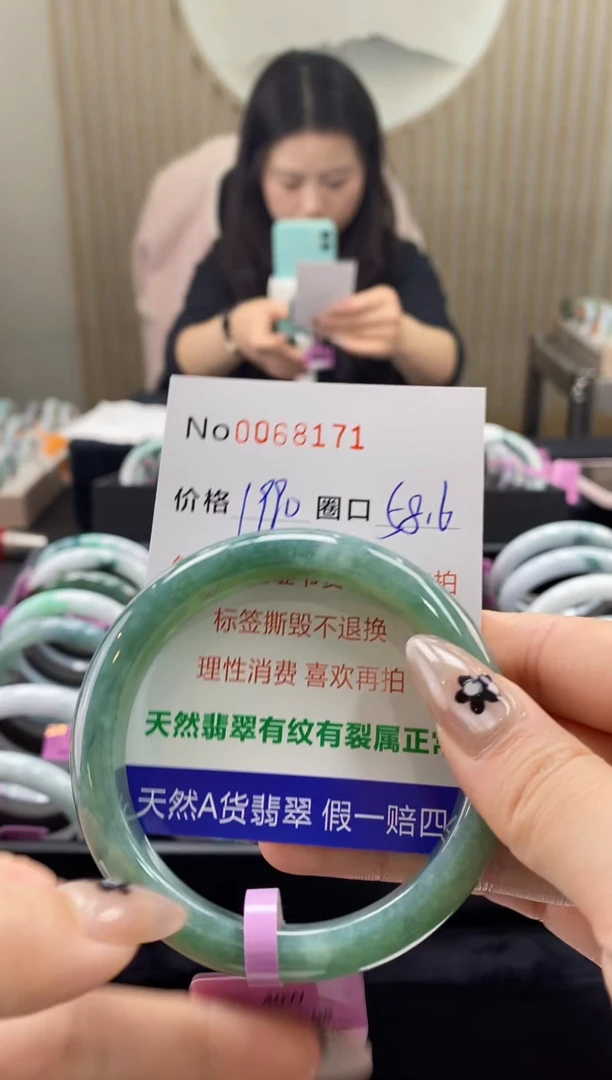 No0068171
价格 1990 圈口 58.6
拍
标签撕毁不退换
理性消费 喜欢再拍
天然翡翠有纹有裂属正常
天然A货翡翠 假一赔四